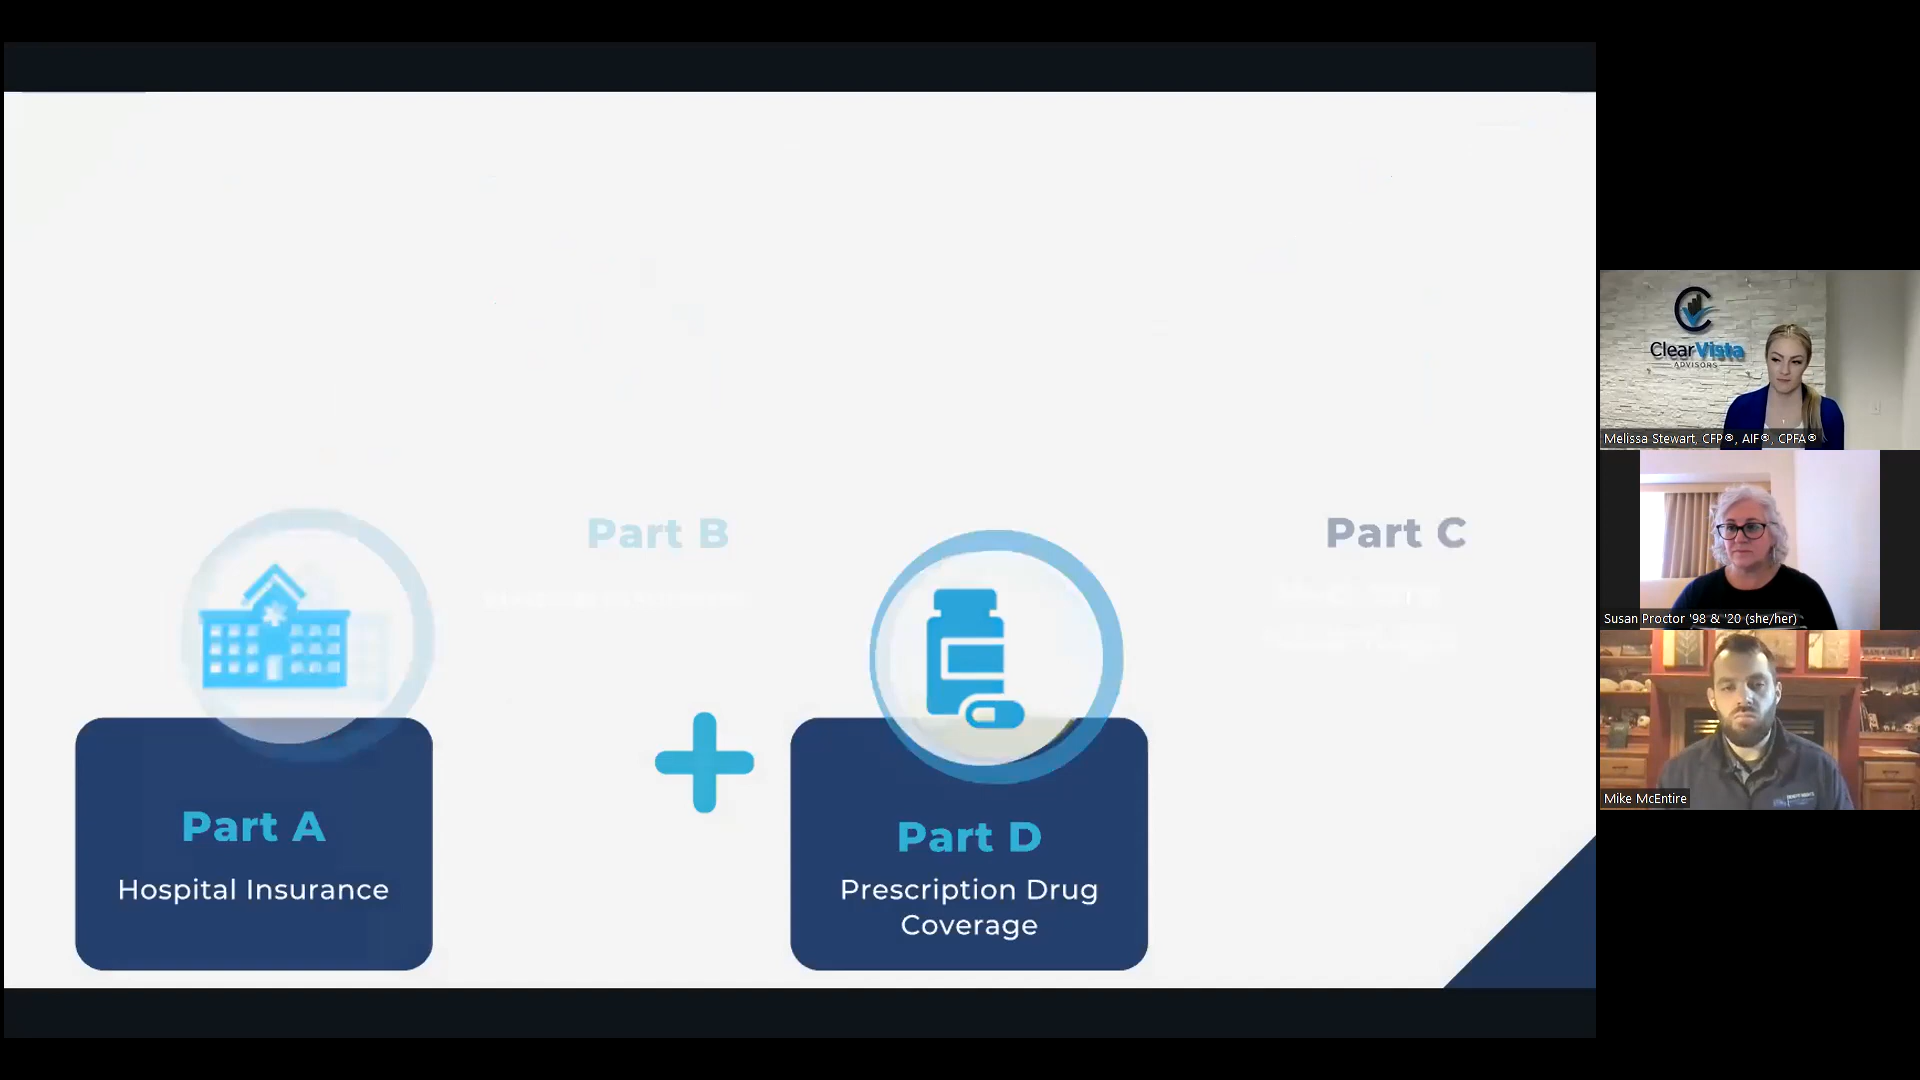 Part B
Part C
Part A
Hospital Insurance
Part D
Prescription Drug
Coverage
ClearVista
ADVISORS
Melissa Stewart, CFP®, AIF®, CPFA®
Susan Proctor '98 & '20 (she/her)
Mike McEntire